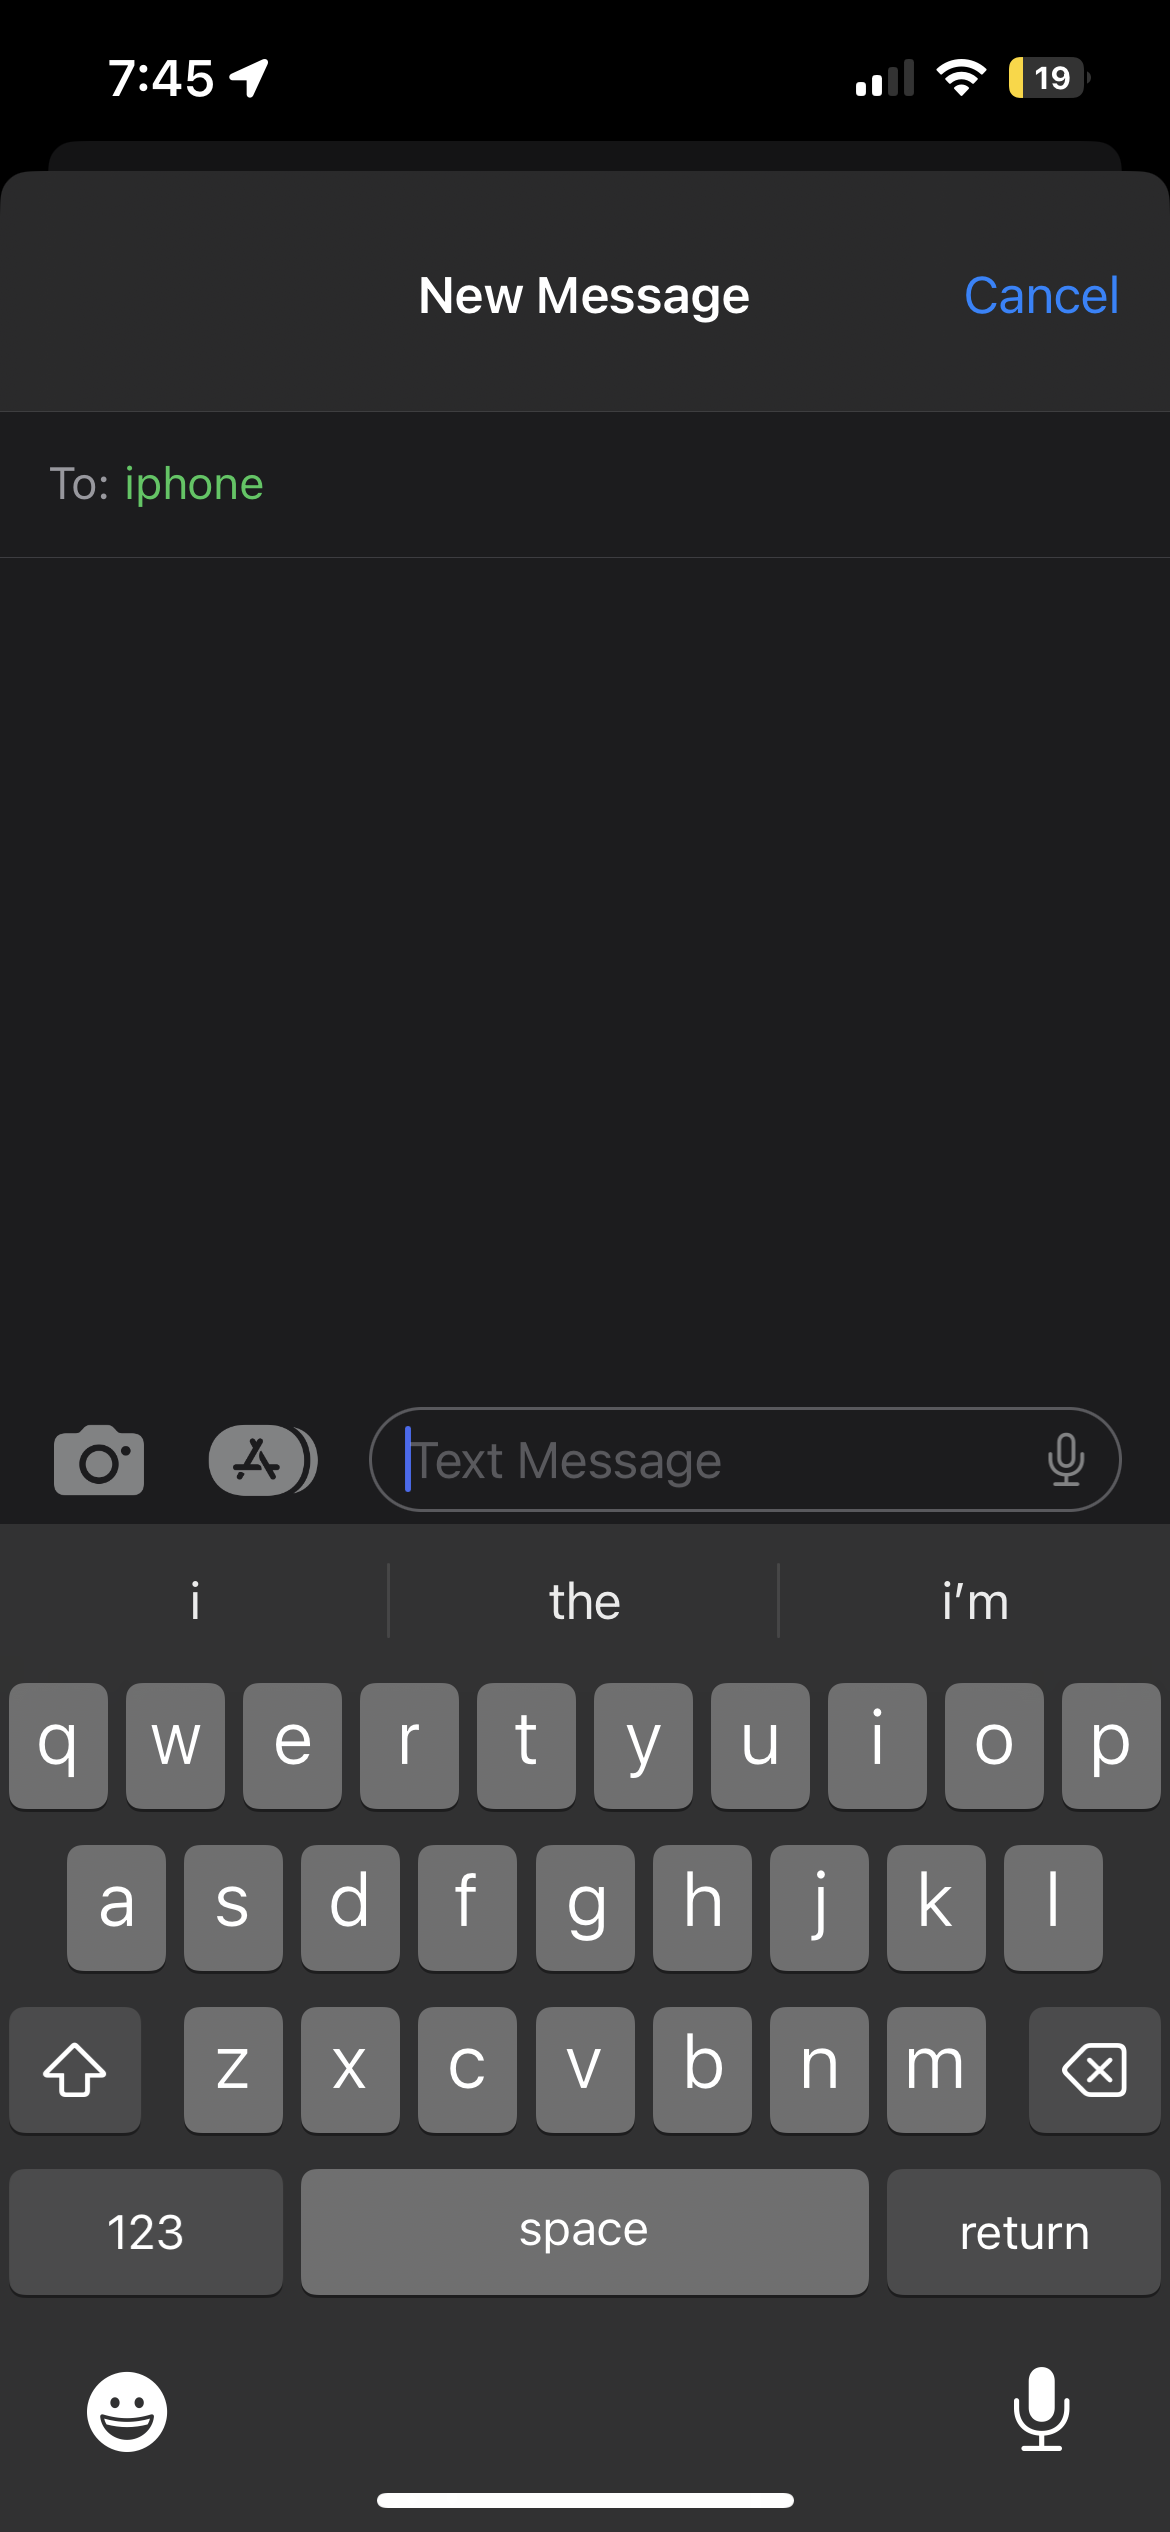 7:45 19
New Message Cancel
To: iphone
Text Message
i the i’m
q w e r t y u i o p
a s d f g h j k l
z x c v b n m
123 space return